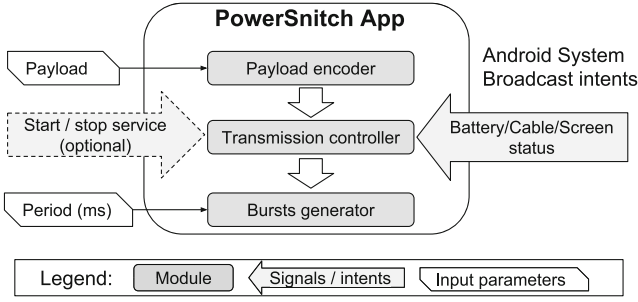 PowerSnitch App
Payload
Payload encoder
Android System
Broadcast intents
Start / stop service
(optional)
Transmission controller
Battery/Cable/Screen
status
Period (ms)
Bursts generator
Legend:
Module
Signals / intents
Input parameters